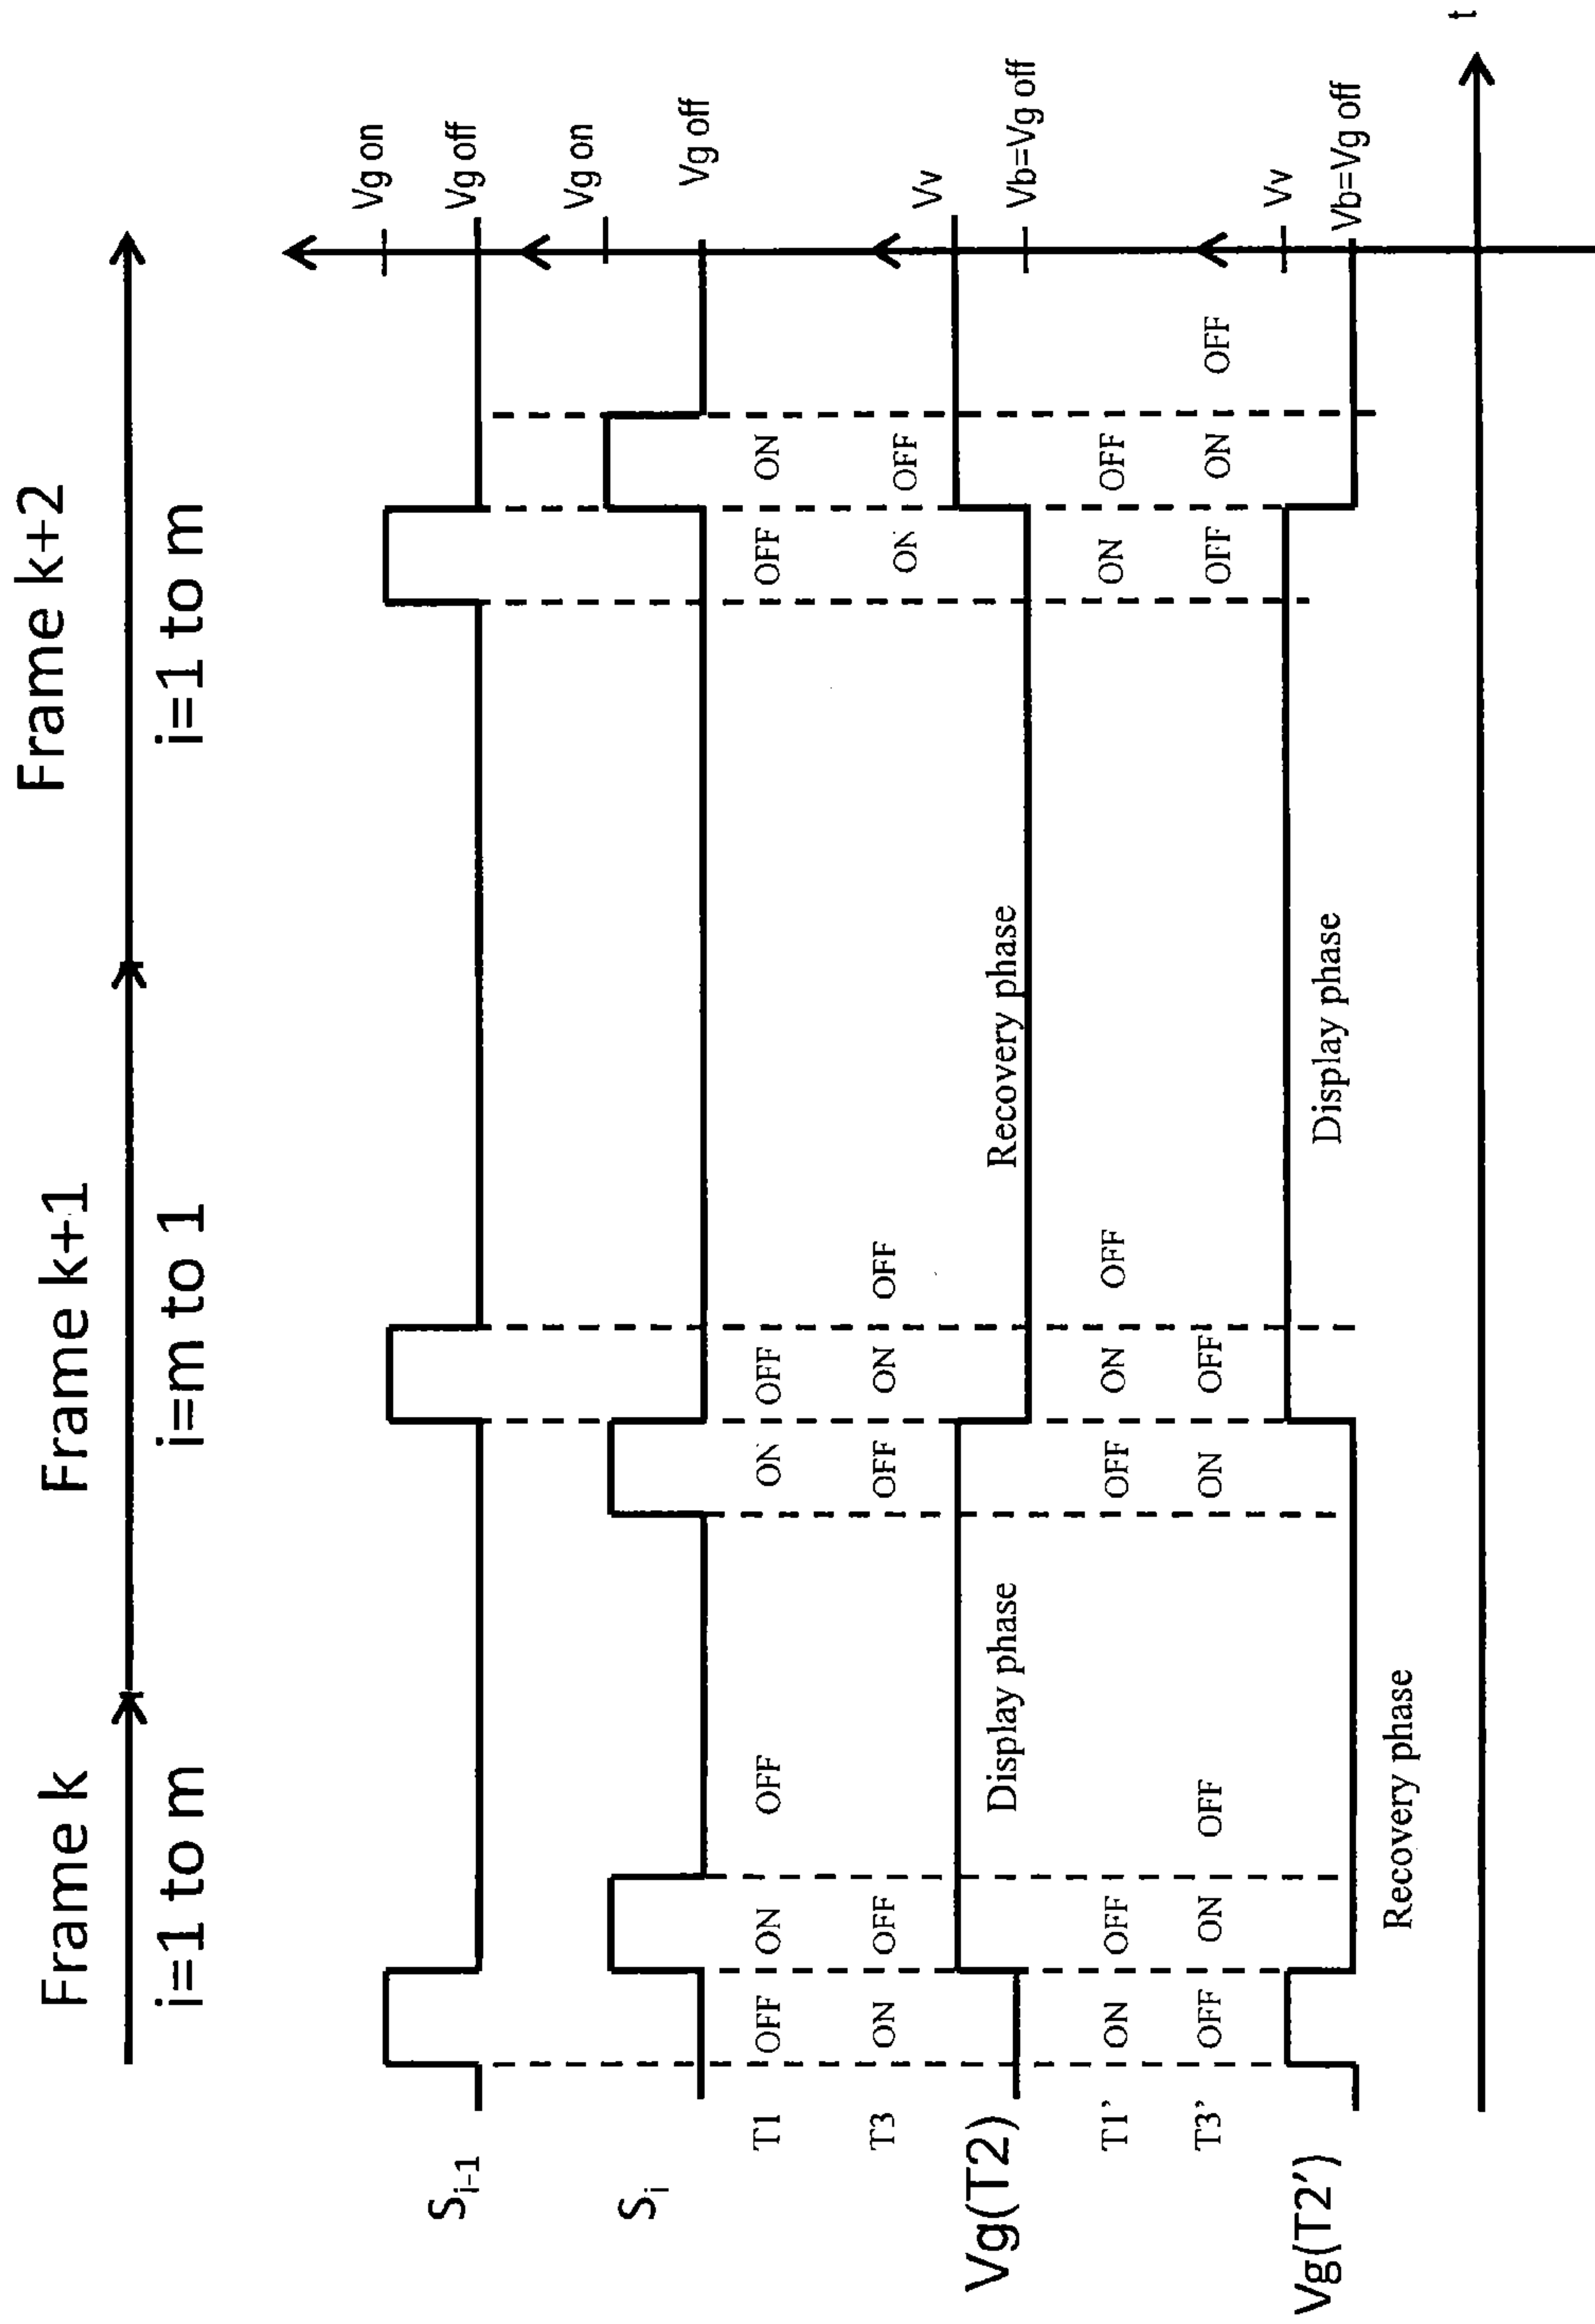 Frame k Frame k+1 Frame k+2
i=1 to m i=m to 1 i=1 to m
Vg on
Si-1 Vg off
Vg on
Si Vg off
T1 OFF ON OFF ON OFF OFF ON
T3 ON OFF OFF ON OFF ON OFF
Vv
Vg(T2) Display phase Recovery phase Vb=Vg off
T1’ ON OFF OFF ON OFF ON OFF
T3’ OFF ON OFF ON OFF OFF ON OFF
Vv
Vg(T2’) Display phase Vb=Vg off
Recovery phase
t